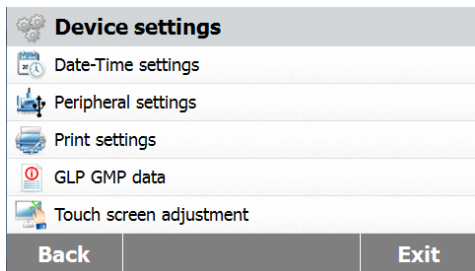 Device settings
Date-Time settings
Peripheral settings
Print settings
GLP GMP data
Touch screen adjustment
Back Exit